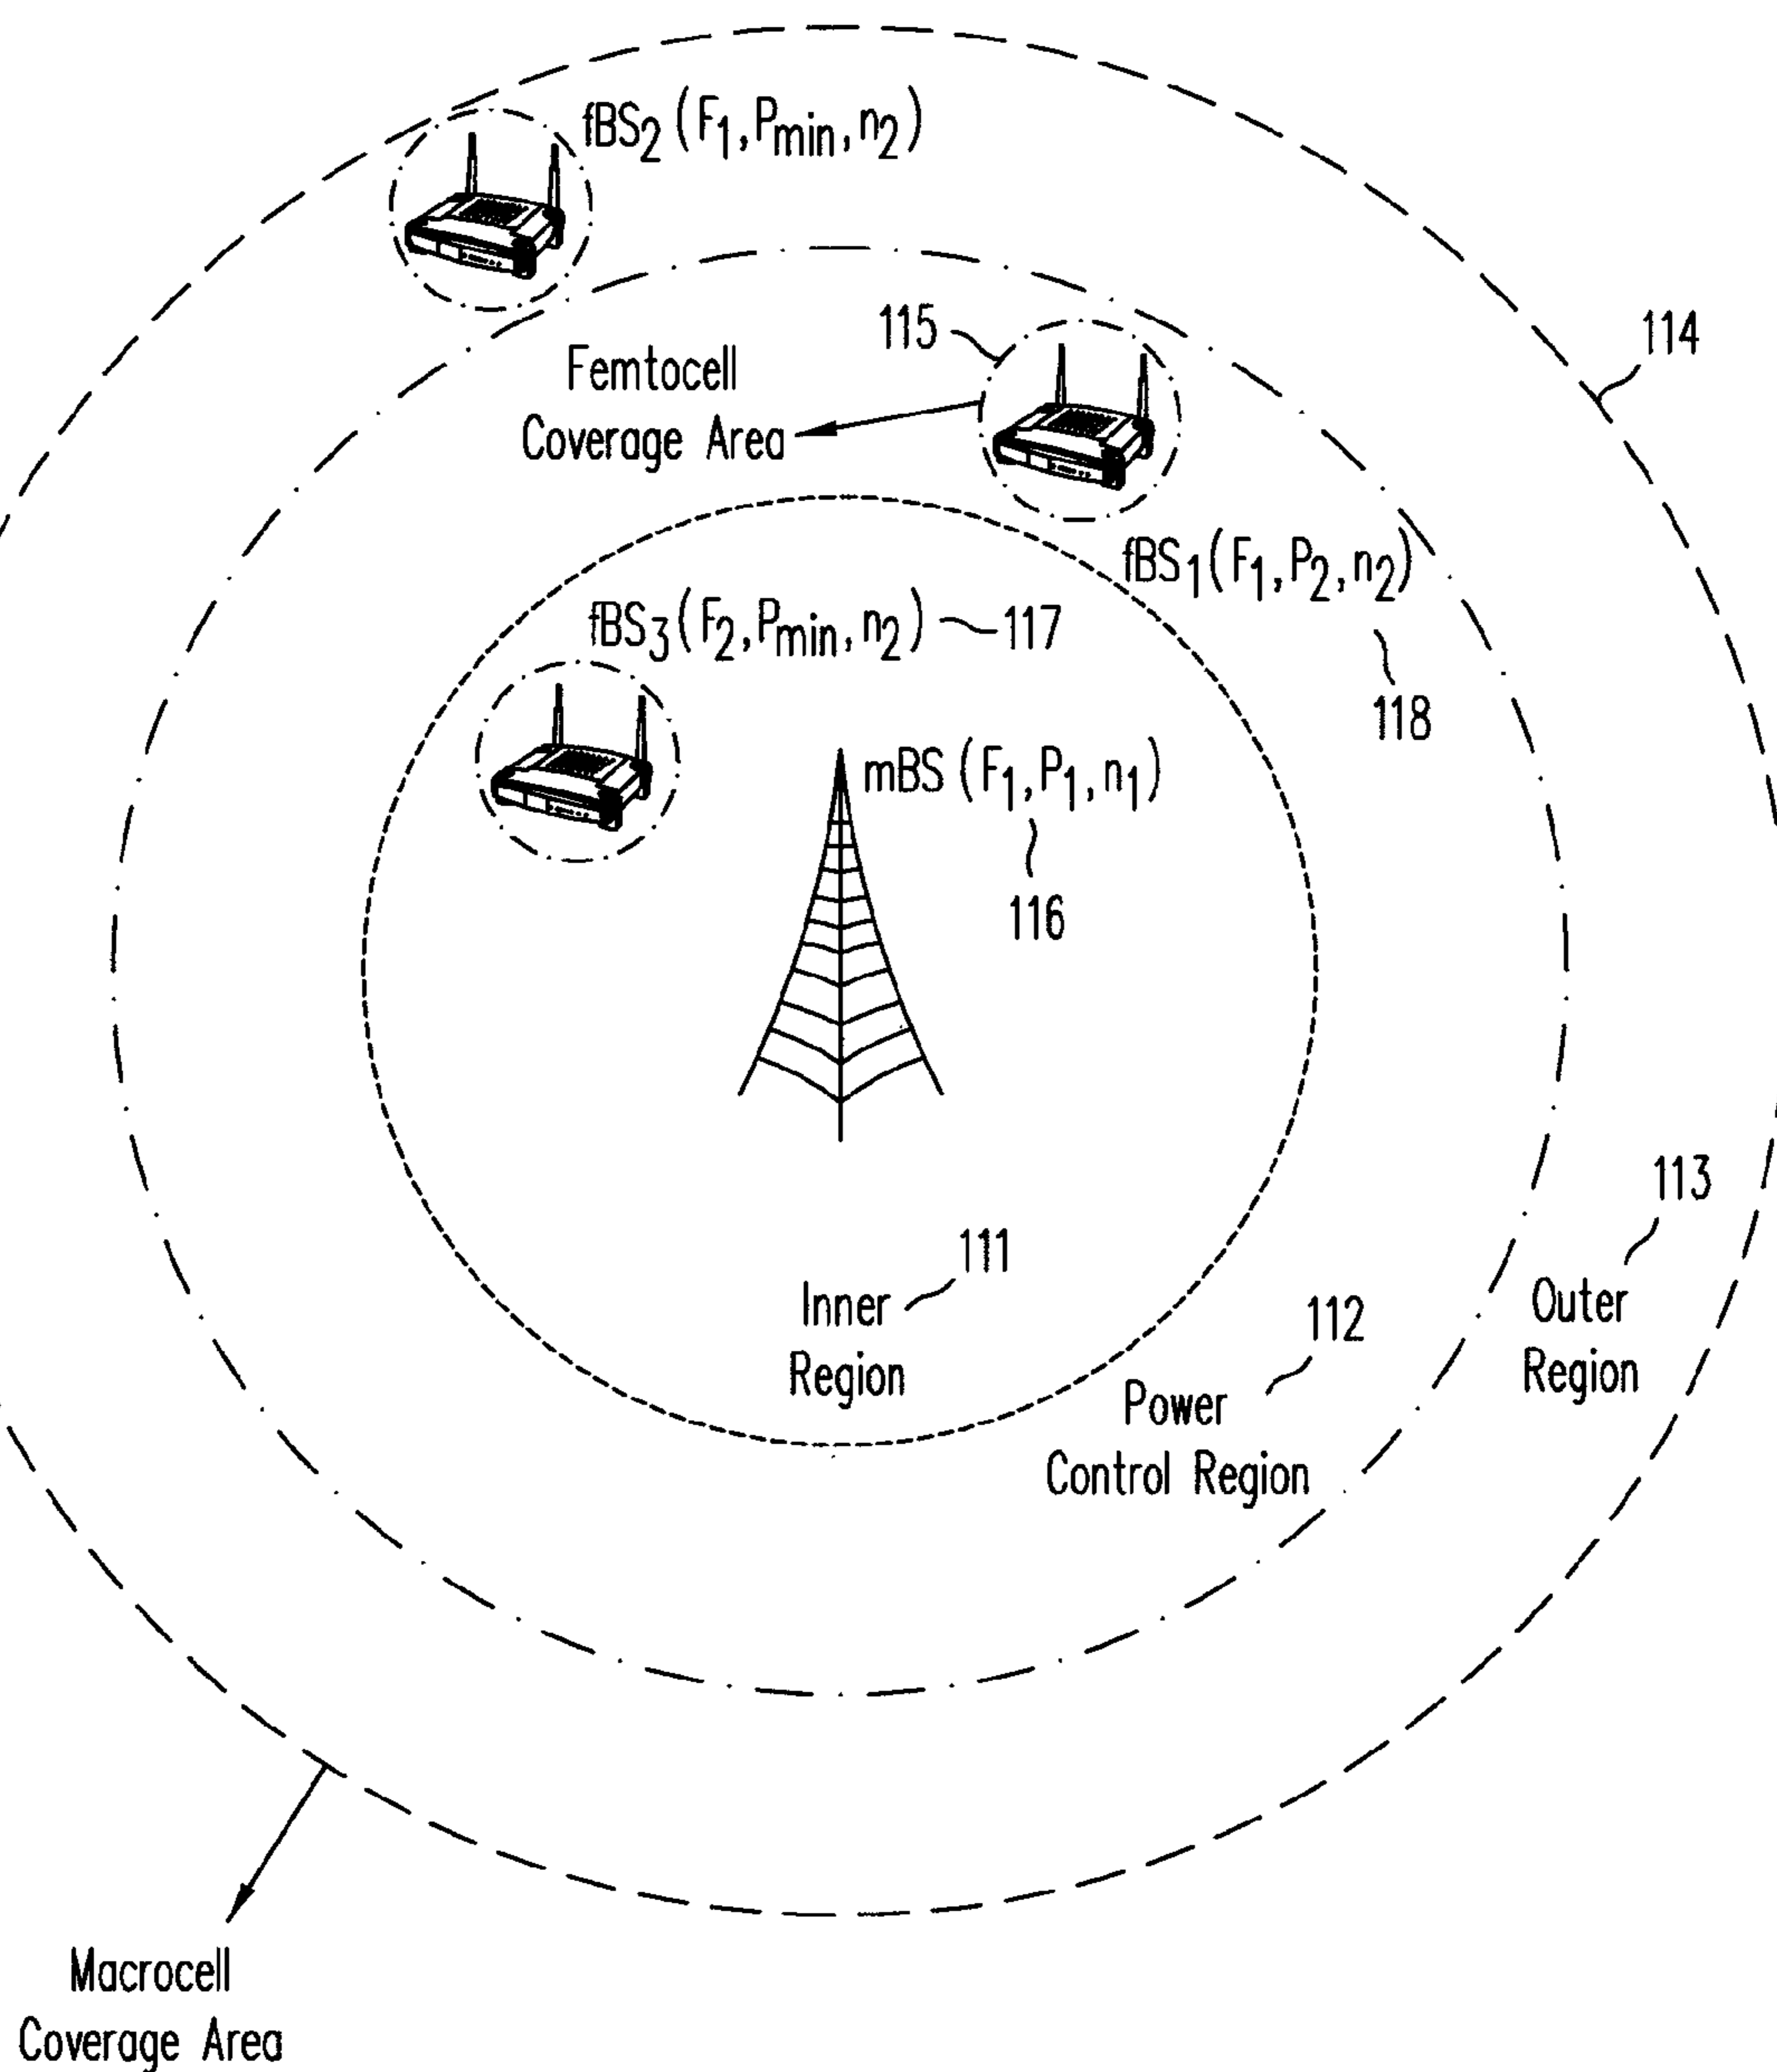 fBS2 (F1, Pmin, n2)
115
114
Femtocell
Coverage Area
fBS1 (F1, P2, n2)
fBS3 (F2, Pmin, n2)
117
118
mBS (F1, P1, n1)
116
113
111
Inner
Region
112
Outer
Region
Power
Control Region
Macrocell
Coverage Area